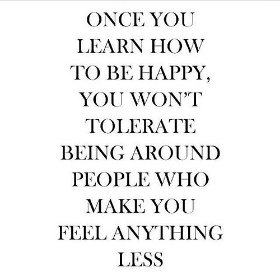 ONCE YOU
LEARN HOW
TO BE HAPPY,
YOU WON'T
TOLERATE
BEING AROUND
PEOPLE WHO
MAKE YOU
FEEL ANYTHING
LESS